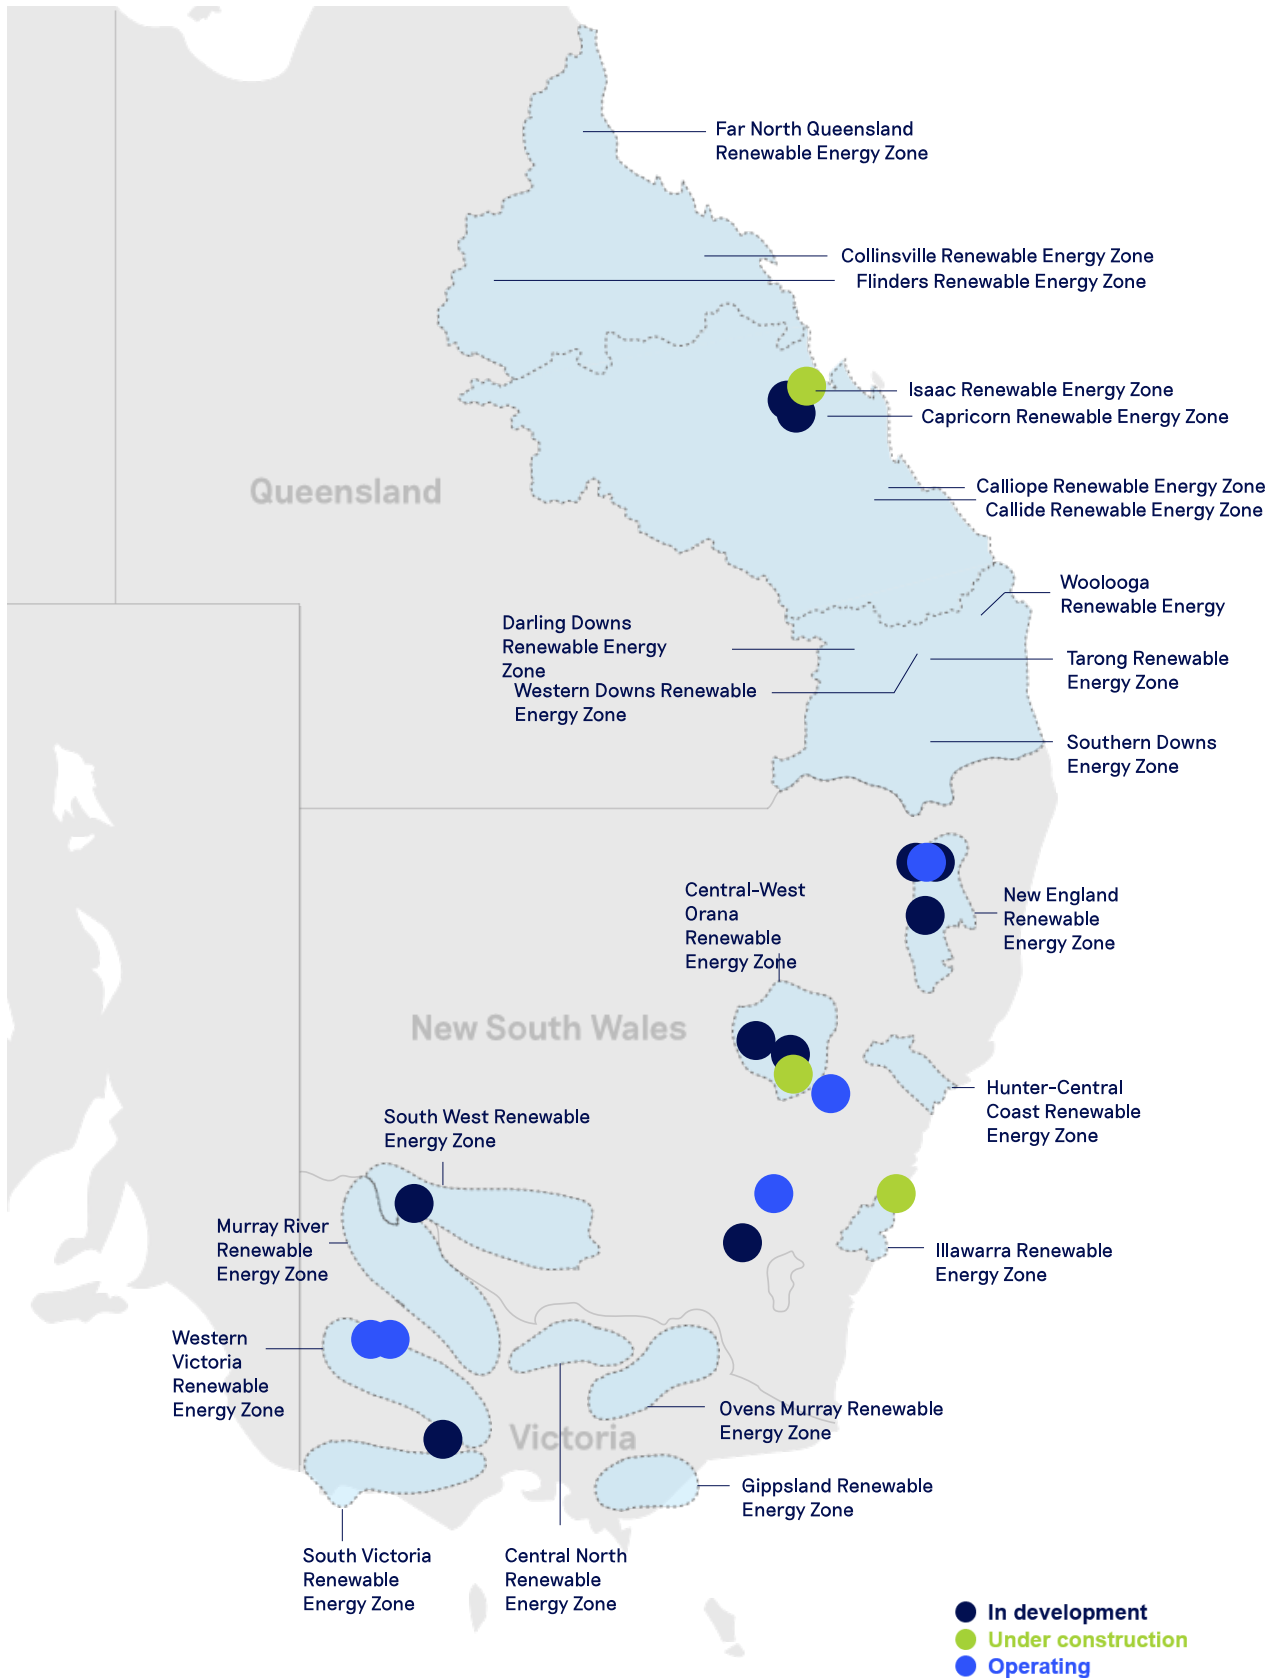 Far North Queensland
Renewable Energy Zone
Collinsville Renewable Energy Zone
Flinders Renewable Energy Zone
Isaac Renewable Energy Zone
Capricorn Renewable Energy Zone
Queensland
Calliope Renewable Energy Zone
Callide Renewable Energy Zone
Woolooga
Renewable Energy
Darling Downs
Renewable Energy
Zone
Western Downs Renewable
Energy Zone
Tarong Renewable
Energy Zone
Southern Downs
Energy Zone
Central-West
Orana
Renewable
Energy Zone
New England
Renewable
Energy Zone
New South Wales
Hunter-Central
Coast Renewable
Energy Zone
South West Renewable
Energy Zone
Murray River
Renewable
Energy Zone
Illawarra Renewable
Energy Zone
Western
Victoria
Renewable
Energy Zone
Ovens Murray Renewable
Energy Zone
Victoria
Gippsland Renewable
Energy Zone
South Victoria
Renewable
Energy Zone
Central North
Renewable
Energy Zone
In development
Under construction
Operating